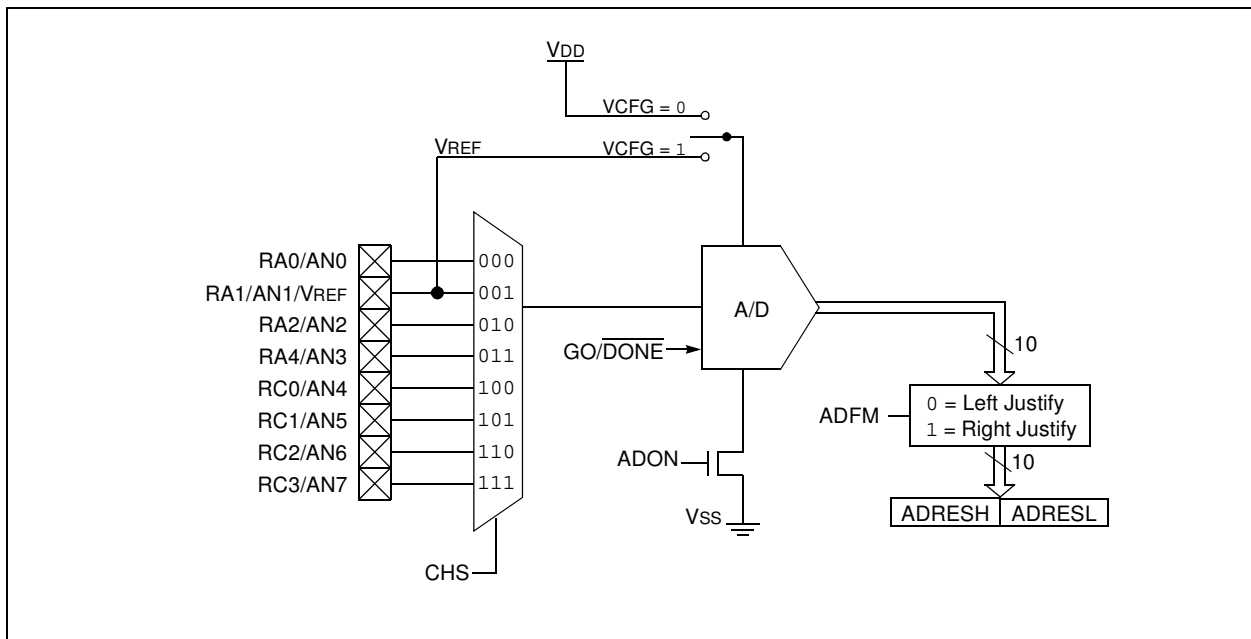 VDD
VCFG = 0
VREF
VCFG = 1
RA0/AN0
000
RA1/AN1/VREF
001
RA2/AN2
010
RA4/AN3
011
RC0/AN4
100
RC1/AN5
101
RC2/AN6
110
RC3/AN7
111
CHS
A/D
GO/DONE
ADON
VSS
10
ADFM
0 = Left Justify
1 = Right Justify
10
ADRESH
ADRESL